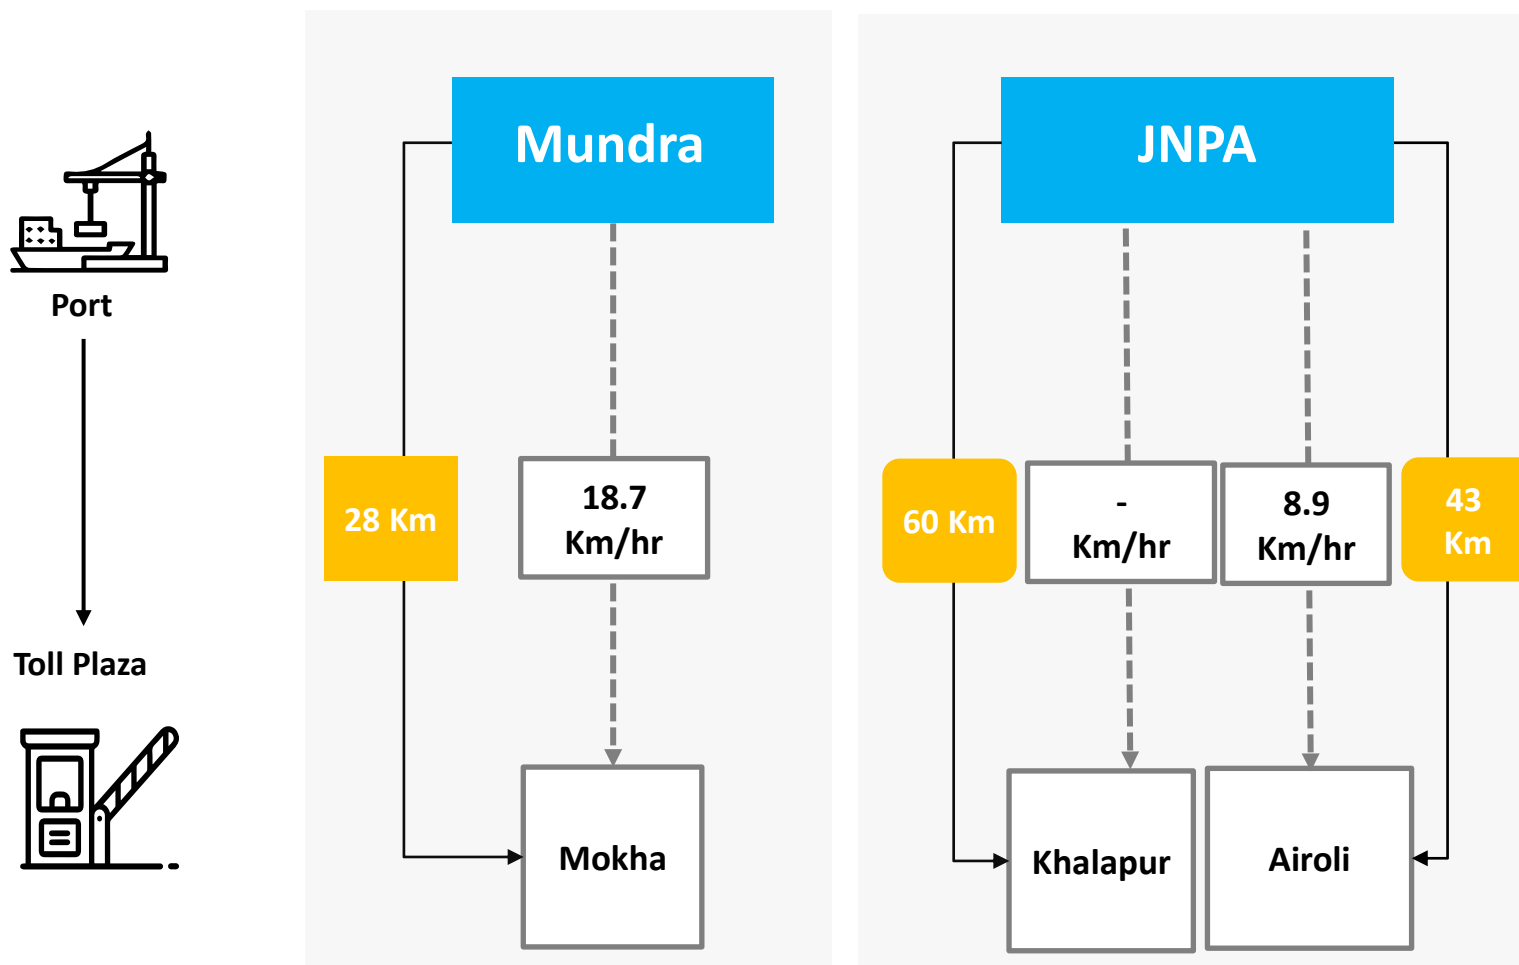 Mundra
JNPA
Port
28 Km
18.7
Km/hr
60 Km
-
Km/hr
8.9
Km/hr
43
Km
Toll Plaza
Mokha
Khalapur
Airoli